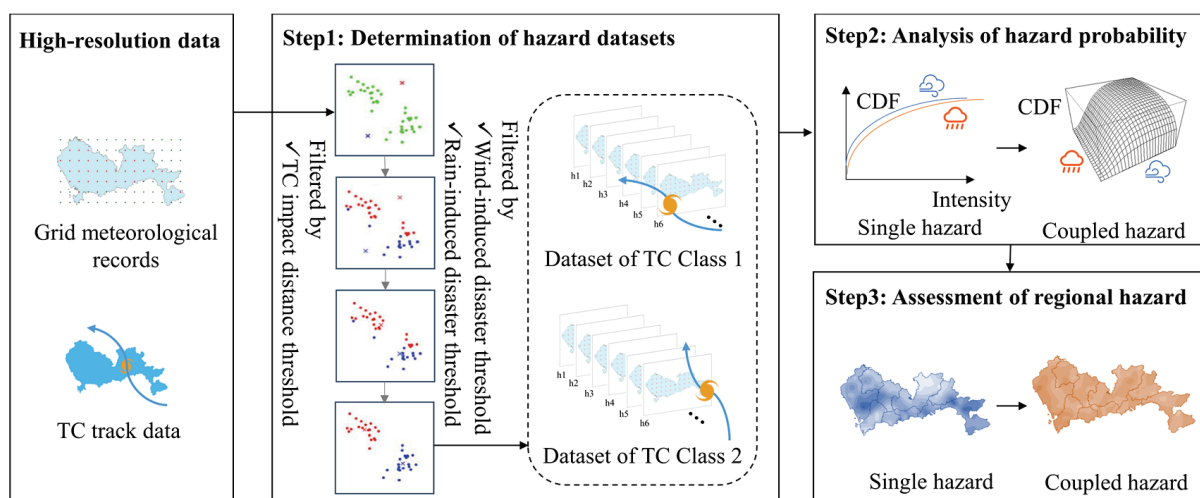 High-resolution data
Grid meteorological
records
TC track data
Step1: Determination of hazard datasets
Filtered by
✓TC impact distance threshold
Filtered by
✓Wind-induced disaster threshold
✓Rain-induced disaster threshold
h1
h2
h3
h4
h5
h6
Dataset of TC Class 1
h1
h2
h3
h4
h5
h6
Dataset of TC Class 2
Step2: Analysis of hazard probability
CDF
Intensity
Single hazard
CDF
Coupled hazard
Step3: Assessment of regional hazard
Single hazard
Coupled hazard